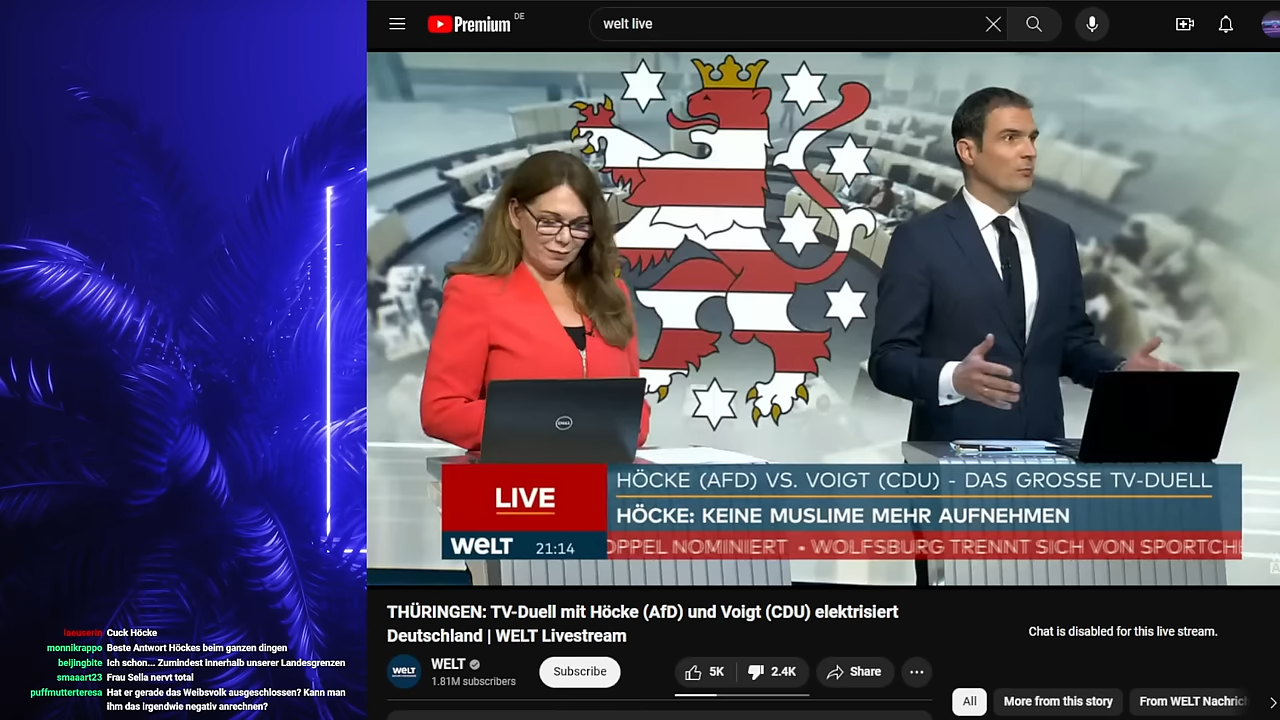 Premium DE
welt live
DELL
LIVE
HÖCKE (AFD) VS. VOIGT (CDU) - DAS GROSSE TV-DUELL
HÖCKE: KEINE MUSLIME MEHR AUFNEHMEN
WELT 21:14
OPPEL NOMINIERT • WOLFSBURG TRENNT SICH VON SPORTCH
THÜRINGEN: TV-Duell mit Höcke (AfD) und Voigt (CDU) elektrisiert
Deutschland | WELT Livestream
Chat is disabled for this live stream.
welt
WELT
1.81M subscribers
Subscribe
5K
2.4K
Share
All
More from this story
From WELT Nachric
Cuck Höcke
monnikrappo Beste Antwort Höckes beim ganzen dingen
beijingbite Ich schon... Zumindest innerhalb unserer Landesgrenzen
smaaart23 Frau Sella nervt total
puffmutterteresa Hat er gerade das Weibsvolk ausgeschlossen? Kann man
ihm das irgendwie negativ anrechnen?